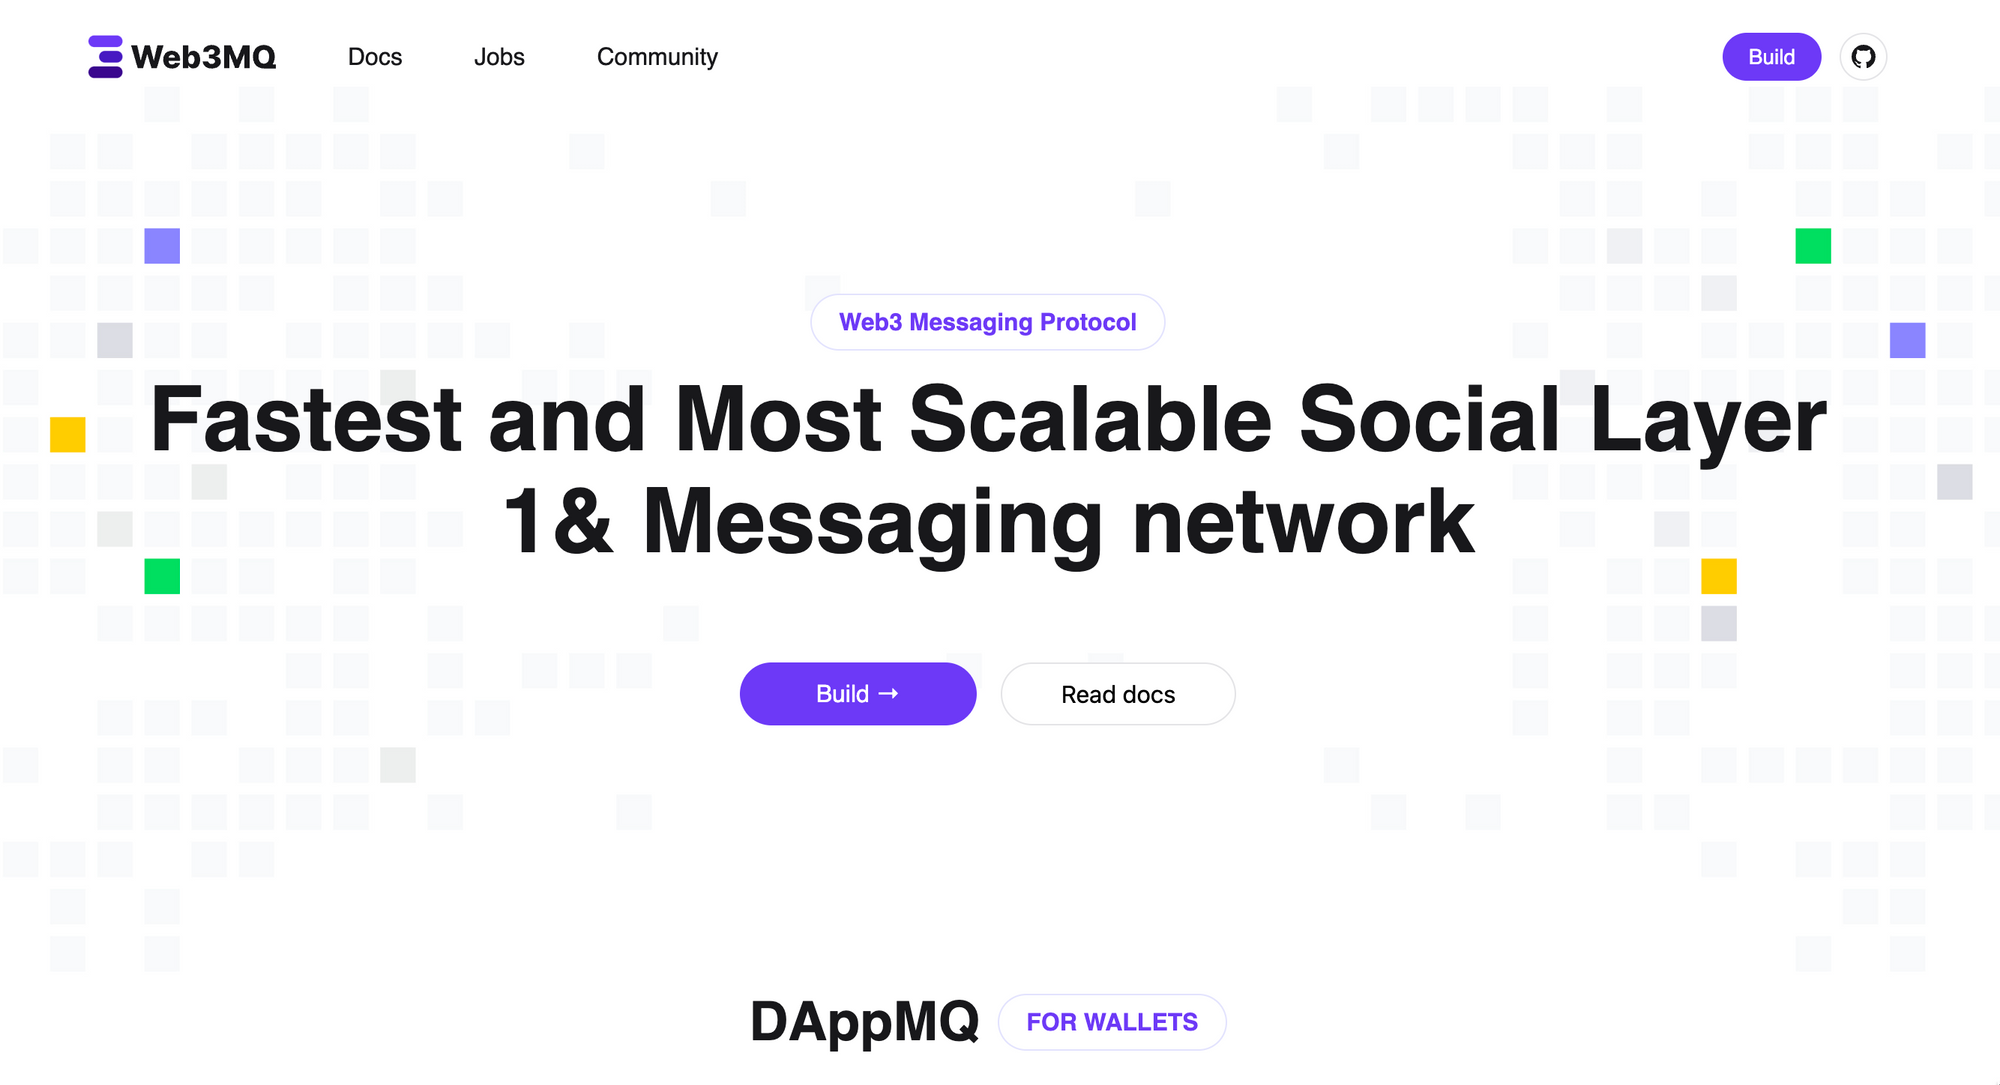 Web3MQ Docs Jobs Community Build
Web3 Messaging Protocol
Fastest and Most Scalable Social Layer
1& Messaging network
Build → Read docs
DAppMQ FOR WALLETS